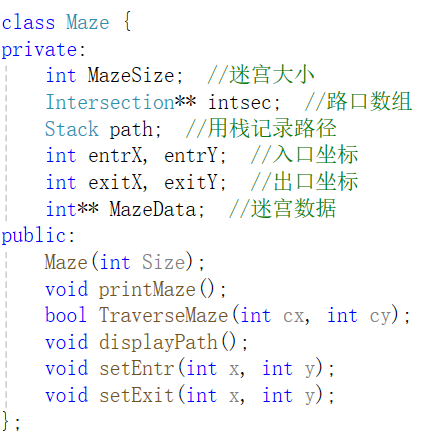 class Maze {
private:
    int MazeSize;  //迷宫大小
    Intersection** intsec;  //路口数组
    Stack path;  //用栈记录路径
    int entrX, entrY;  //入口坐标
    int exitX, exitY;  //出口坐标
    int** MazeData;  //迷宫数据
public:
    Maze(int Size);
    void printMaze();
    bool TraverseMaze(int cx, int cy);
    void displayPath();
    void setEntr(int x, int y);
    void setExit(int x, int y);
};